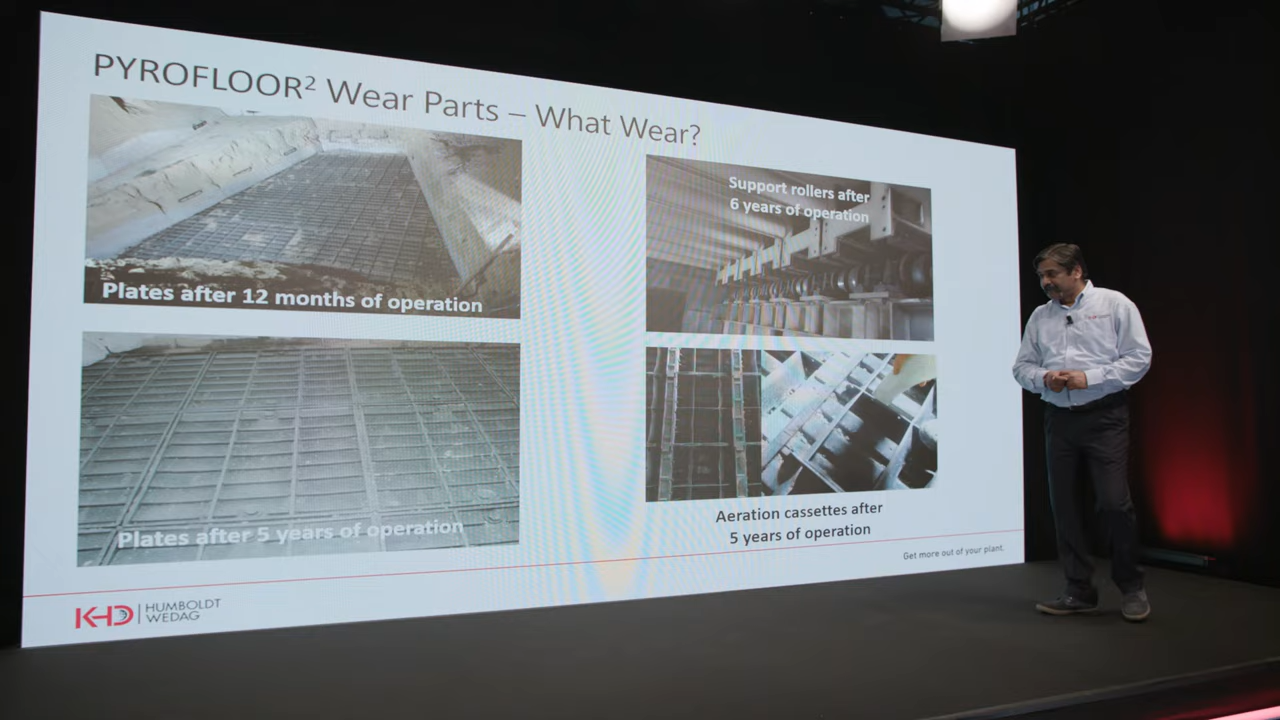 PYROFLOOR² Wear Parts – What Wear?
Plates after 12 months of operation
Support rollers after
6 years of operation
Plates after 5 years of operation
Aeration cassettes after
5 years of operation
Get more out of your plant.
KHD
HUMBOLDT
WEDAG